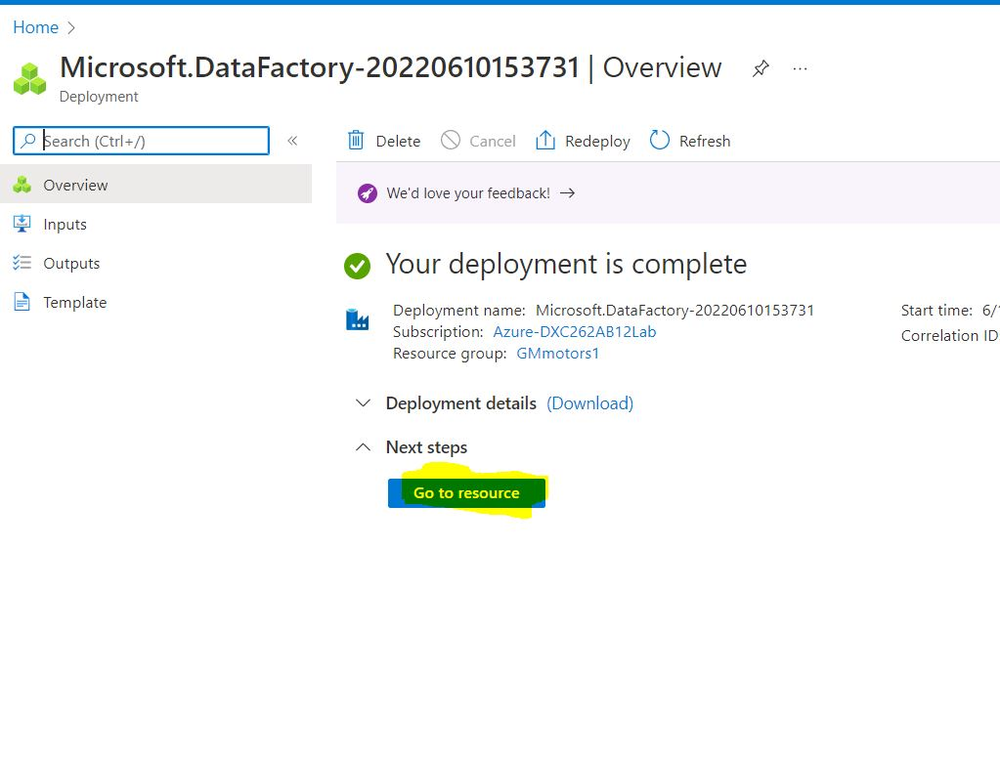 Home
Microsoft.DataFactory-20220610153731 | Overview
Deployment
Search (Ctrl+/)
Overview
Inputs
Outputs
Template
Delete Cancel Redeploy Refresh
We'd love your feedback! →
Your deployment is complete
Deployment name: Microsoft.DataFactory-20220610153731
Subscription: Azure-DXC262AB12Lab
Resource group: GMmotors1
Start time: 6/
Correlation ID
Deployment details (Download)
Next steps
Go to resource